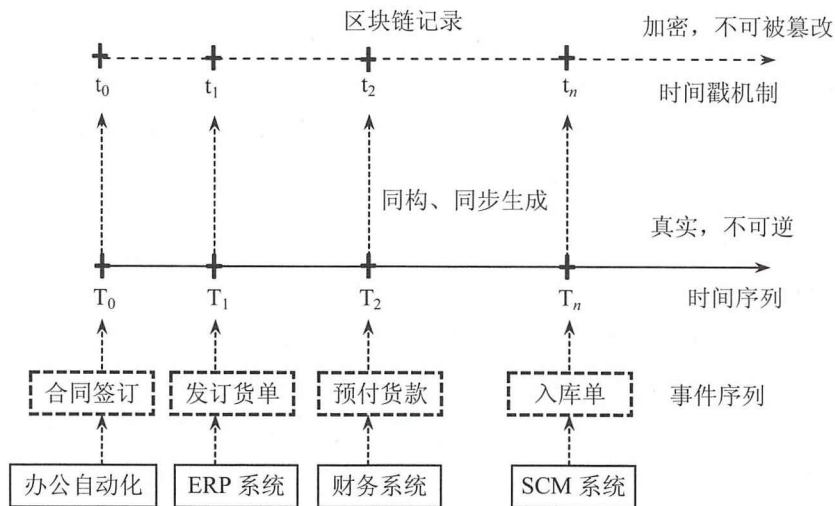 区块链记录
加密，不可被篡改
t0 t1 t2 tn
时间戳机制
同构、同步生成
真实，不可逆
T0 T1 T2 Tn
时间序列
合同签订 发订货单 预付货款 入库单 事件序列
办公自动化 ERP 系统 财务系统 SCM 系统